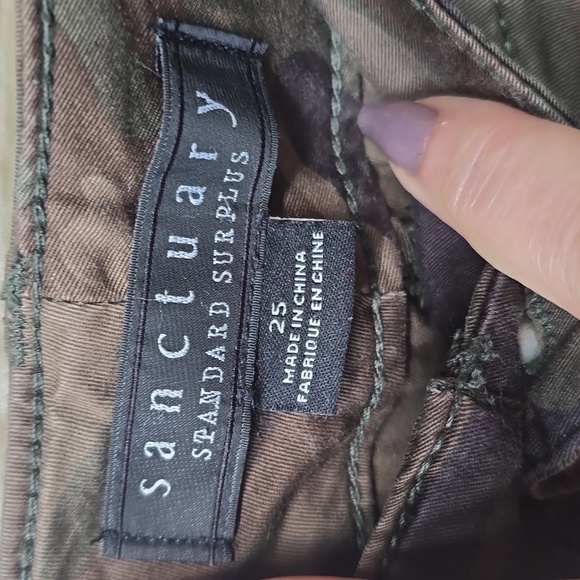 sanctuary
STANDARD SURPLUS
25
MADE IN CHINA
FABRIQUE EN CHINE